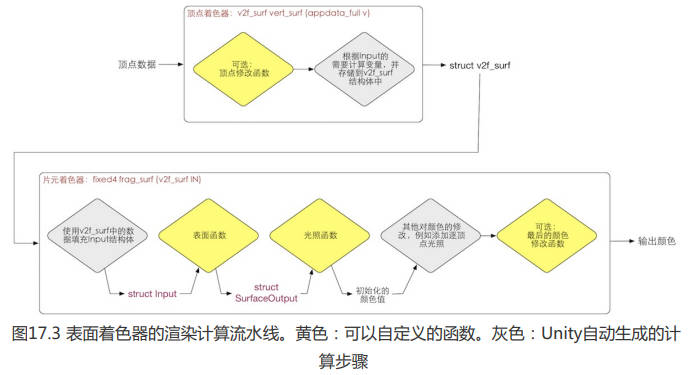 顶点着色器：v2f_surf vert_surf (appdata_full v)
顶点数据
可选：
顶点修改函数
根据Input的
需要计算变量，并
存储到v2f_surf
结构体中
struct v2f_surf
片元着色器：fixed4 frag_surf (v2f_surf IN)
使用v2f_surf中的数
据填充Input结构体
struct Input
表面函数
struct
SurfaceOutput
光照函数
初始化的
颜色值
其他对颜色的修
改，例如添加逐顶
点光照
可选：
最后的颜色
修改函数
输出颜色
图17.3 表面着色器的渲染计算流水线。黄色：可以自定义的函数。灰色：Unity自动生成的计
算步骤